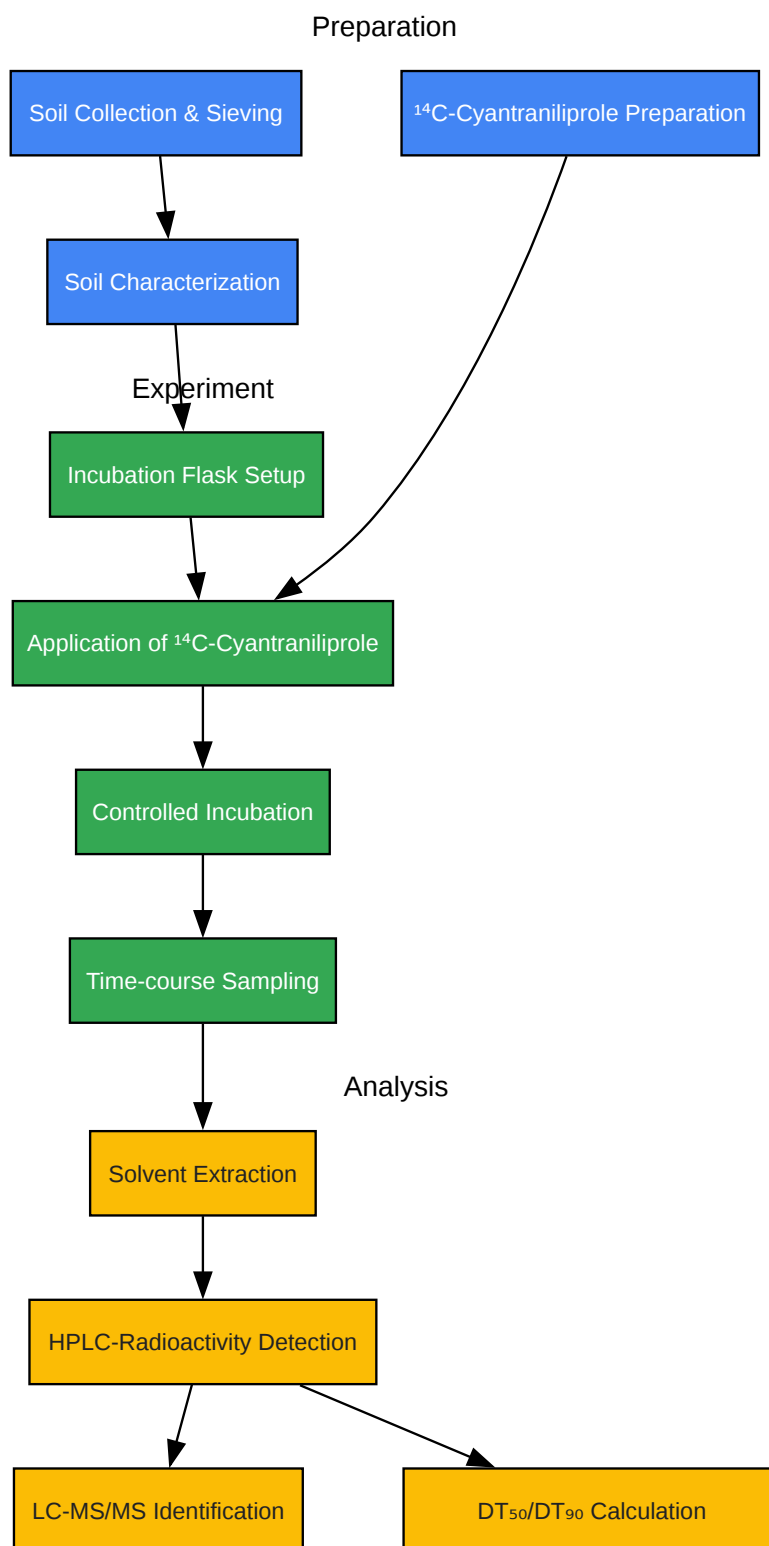 Preparation
Soil Collection & Sieving
¹⁴C-Cyantraniliprole Preparation
Soil Characterization
Experiment
Incubation Flask Setup
Application of ¹⁴C-Cyantraniliprole
Controlled Incubation
Time-course Sampling
Analysis
Solvent Extraction
HPLC-Radioactivity Detection
LC-MS/MS Identification
DT₅₀/DT₉₀ Calculation